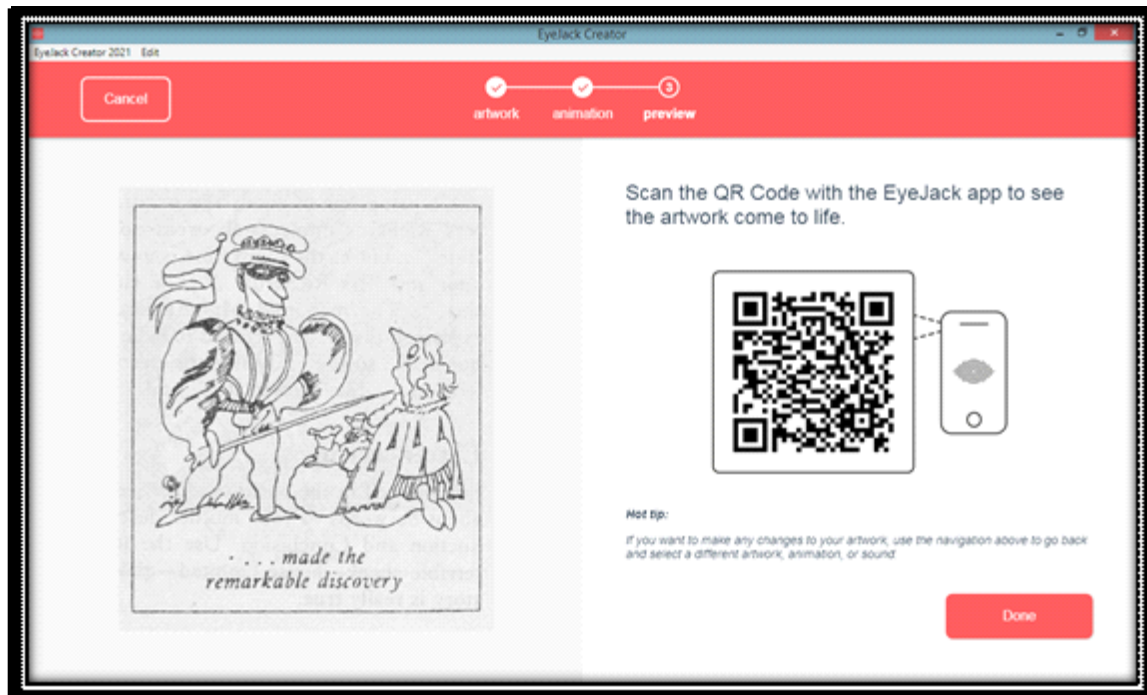 EyeJack Creator
EyeJack Creator 2021 Edit
Cancel
3
artwork animation preview
Scan the QR Code with the EyeJack app to see
the artwork come to life.
. . . made the
remarkable discovery
Hot tip:
If you want to make any changes to your artwork, use the navigation above to go back
and select a different artwork, animation, or sound
Done